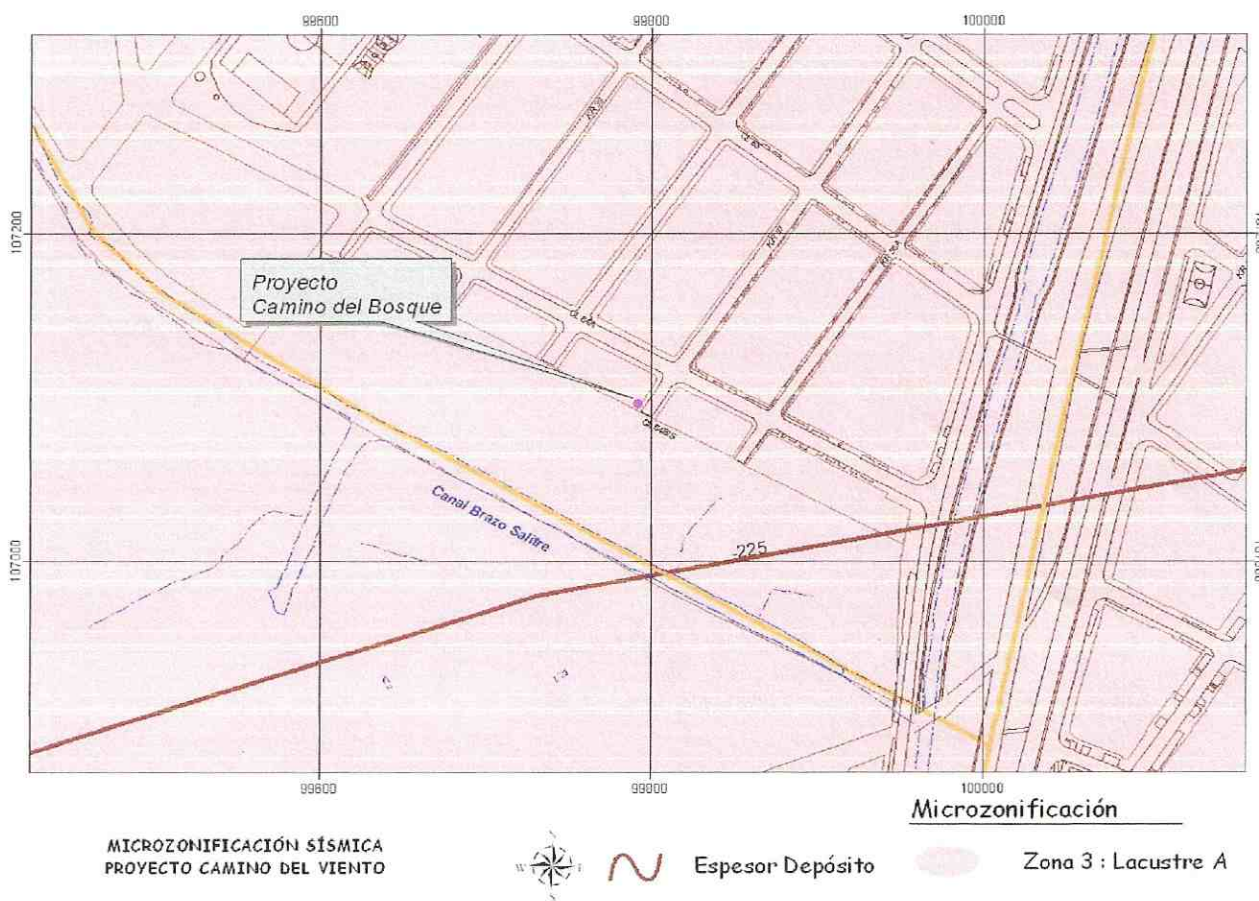 99600
99800
100000
107200
Proyecto
Camino del Bosque
Canal Brazo Salitre
-225
107000
99600
99800
100000
Microzonificación
MICROZONIFICACIÓN SÍSMICA
PROYECTO CAMINO DEL VIENTO
W
Espesor Depósito
Zona 3 : Lacustre A